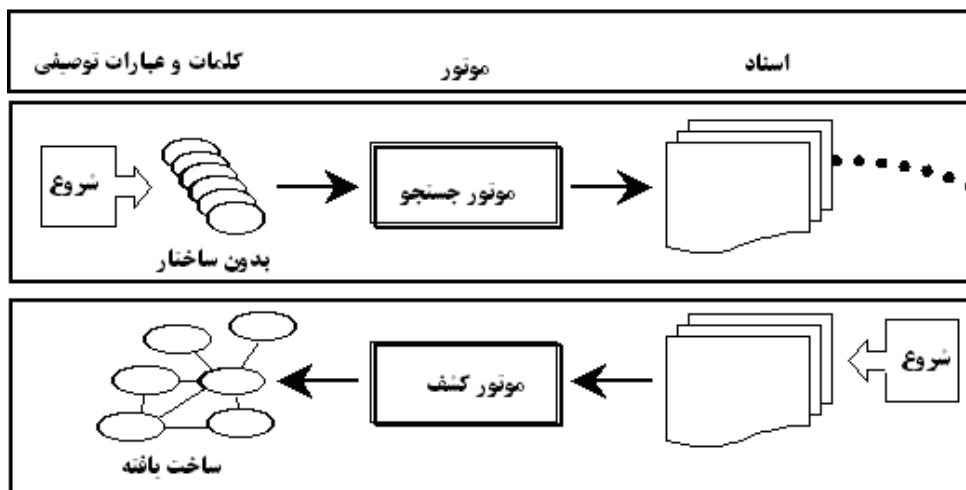 کلمات و عبارات توصیفی
موتور
اسناد
شروع
موتور جستجو
بدون ساختار
شروع
موتور کشف
ساخت یافته